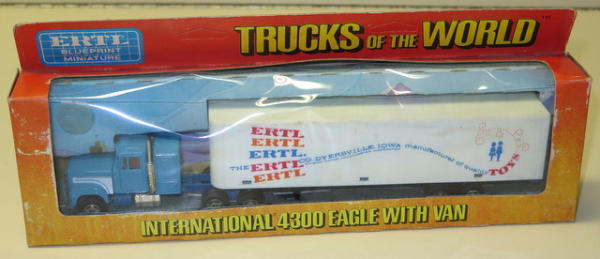 ERTL
BLUEPRINT
MINIATURE
TRUCKS OF THE WORLD
ERTL
ERTL
ERTL
THE ERTL CO. DYERSVILLE, IOWA manufacturer of quality TOYS
ERTL
INTERNATIONAL 4300 EAGLE WITH VAN